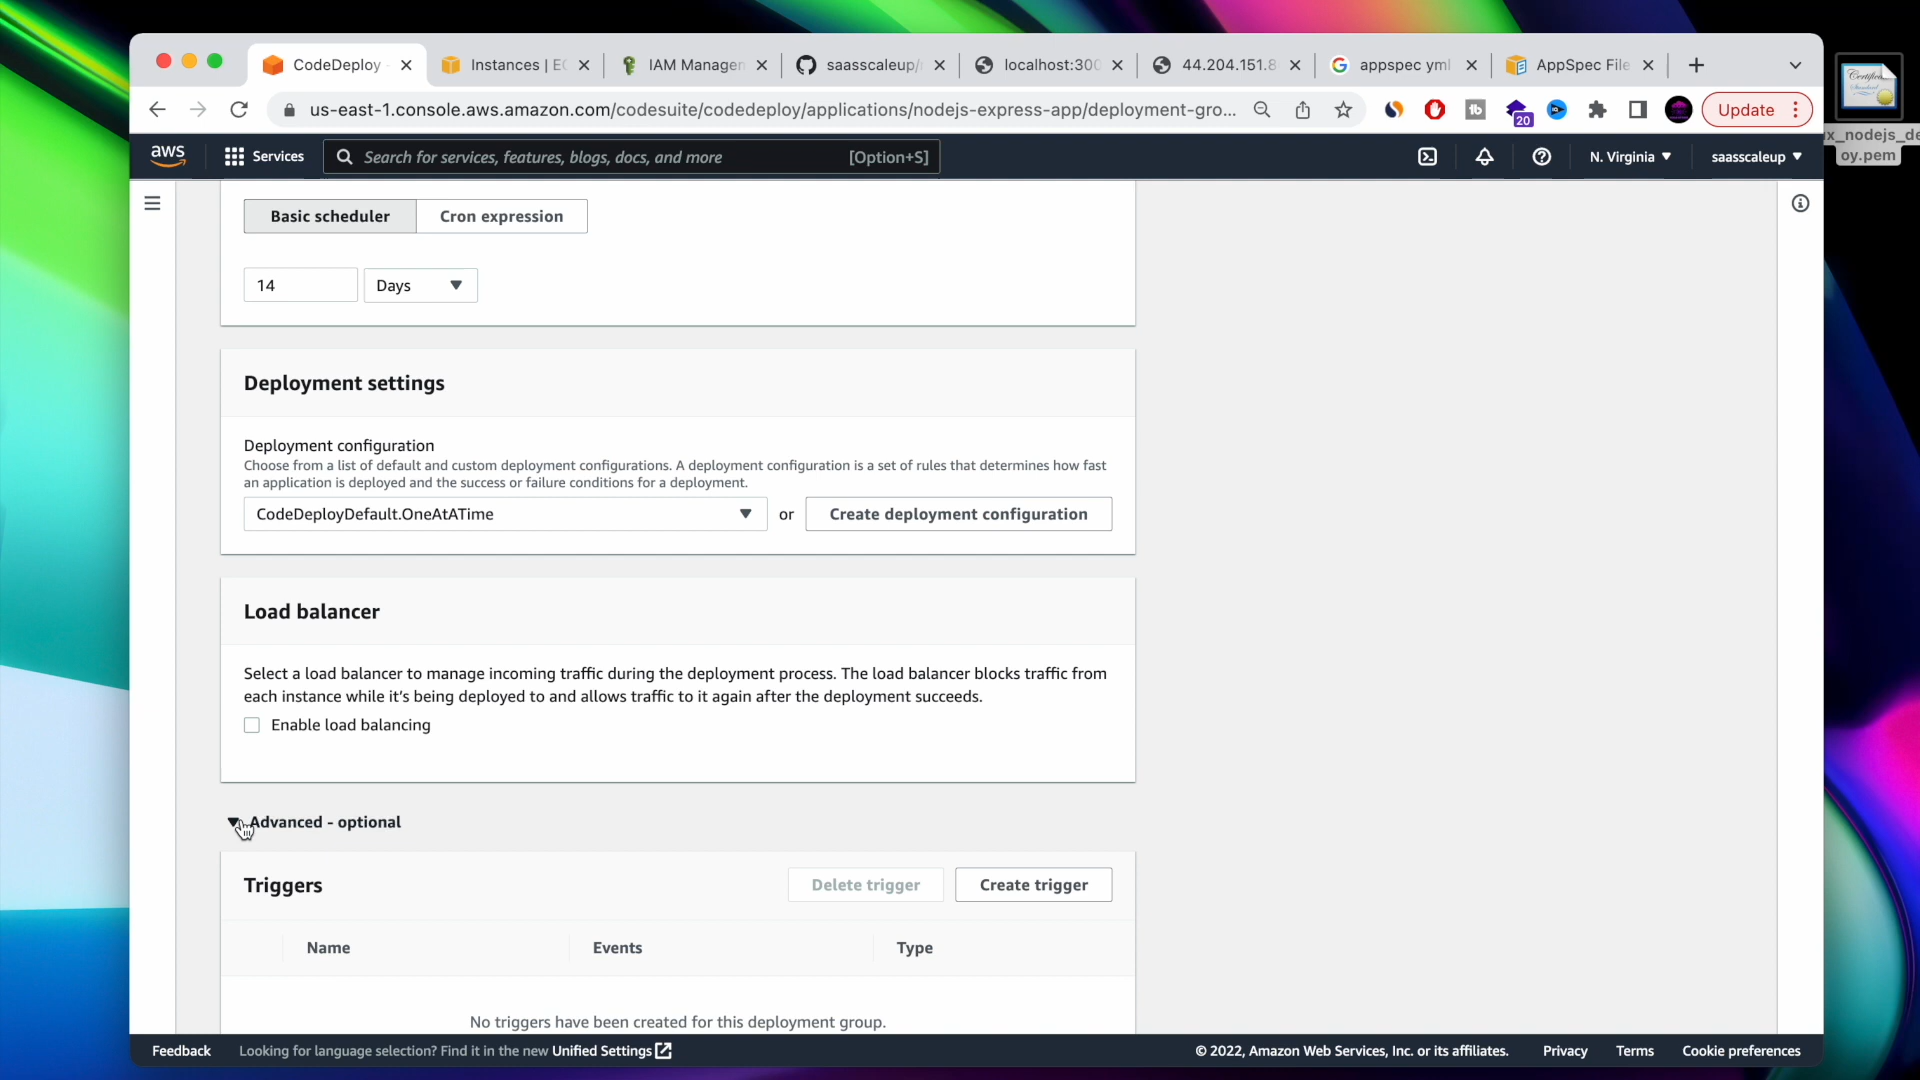 CodeDeploy
Instances | EC
IAM Managen
saasscaleup/
localhost:300
44.204.151.8
appspec yml
AppSpec File
us-east-1.console.aws.amazon.com/codesuite/codedeploy/applications/nodejs-express-app/deployment-gro...
tb
20
Update
x_nodejs_de
oy.pem
aws
Services
Search for services, features, blogs, docs, and more
[Option+S]
N. Virginia
saasscaleup
Basic scheduler
Cron expression
14
Days
Deployment settings
Deployment configuration
Choose from a list of default and custom deployment configurations. A deployment configuration is a set of rules that determines how fast
an application is deployed and the success or failure conditions for a deployment.
CodeDeployDefault.OneAtATime
or
Create deployment configuration
Load balancer
Select a load balancer to manage incoming traffic during the deployment process. The load balancer blocks traffic from
each instance while it's being deployed to and allows traffic to it again after the deployment succeeds.
Enable load balancing
Advanced - optional
Triggers
Delete trigger
Create trigger
Name
Events
Type
No triggers have been created for this deployment group.
Feedback
Looking for language selection? Find it in the new Unified Settings
© 2022, Amazon Web Services, Inc. or its affiliates.
Privacy
Terms
Cookie preferences